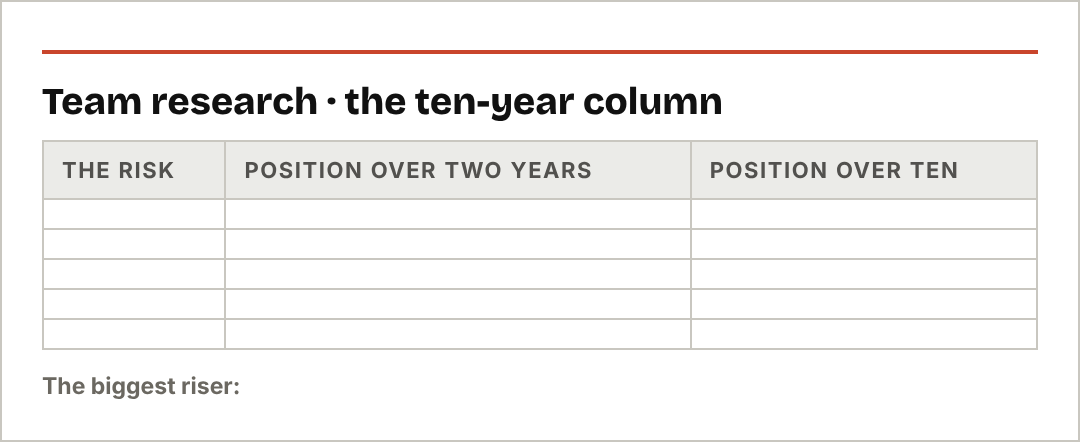 Team research · the ten-year column
THE RISK POSITION OVER TWO YEARS POSITION OVER TEN
The biggest riser: